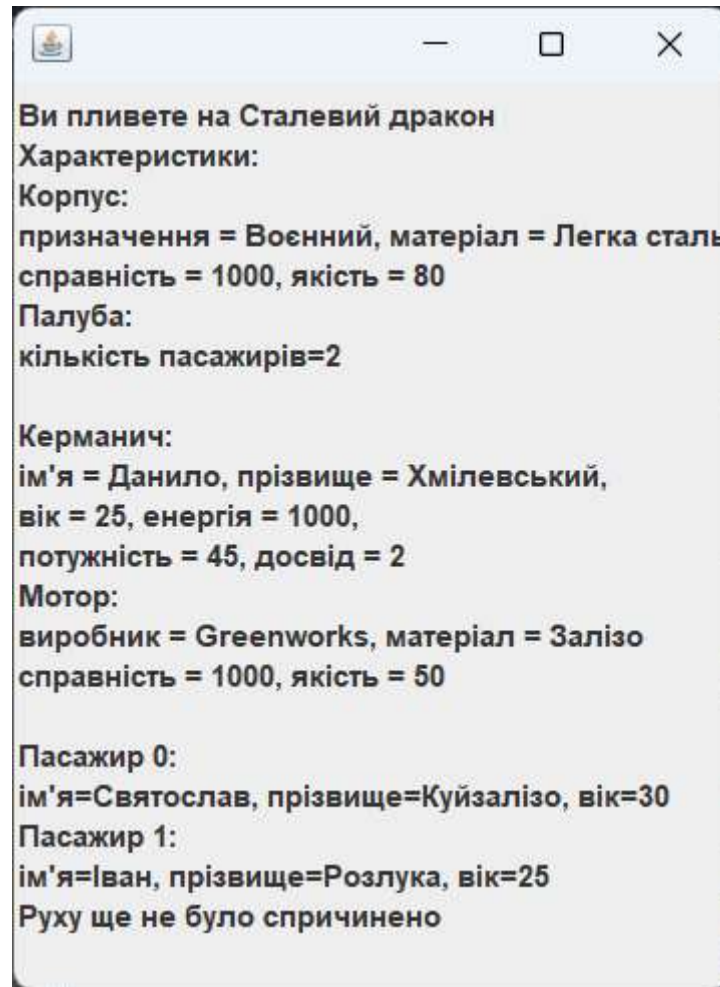 Ви пливете на Сталевий дракон
Характеристики:
Корпус:
призначення = Воєнний, матеріал = Легка сталь
справність = 1000, якість = 80
Палуба:
кількість пасажирів=2
Керманич:
ім'я = Данило, прізвище = Хмілевський,
вік = 25, енергія = 1000,
потужність = 45, досвід = 2
Мотор:
виробник = Greenworks, матеріал = Залізо
справність = 1000, якість = 50
Пасажир 0:
ім'я=Святослав, прізвище=Куйзалізо, вік=30
Пасажир 1:
ім'я=Іван, прізвище=Розлука, вік=25
Руху ще не було спричинено